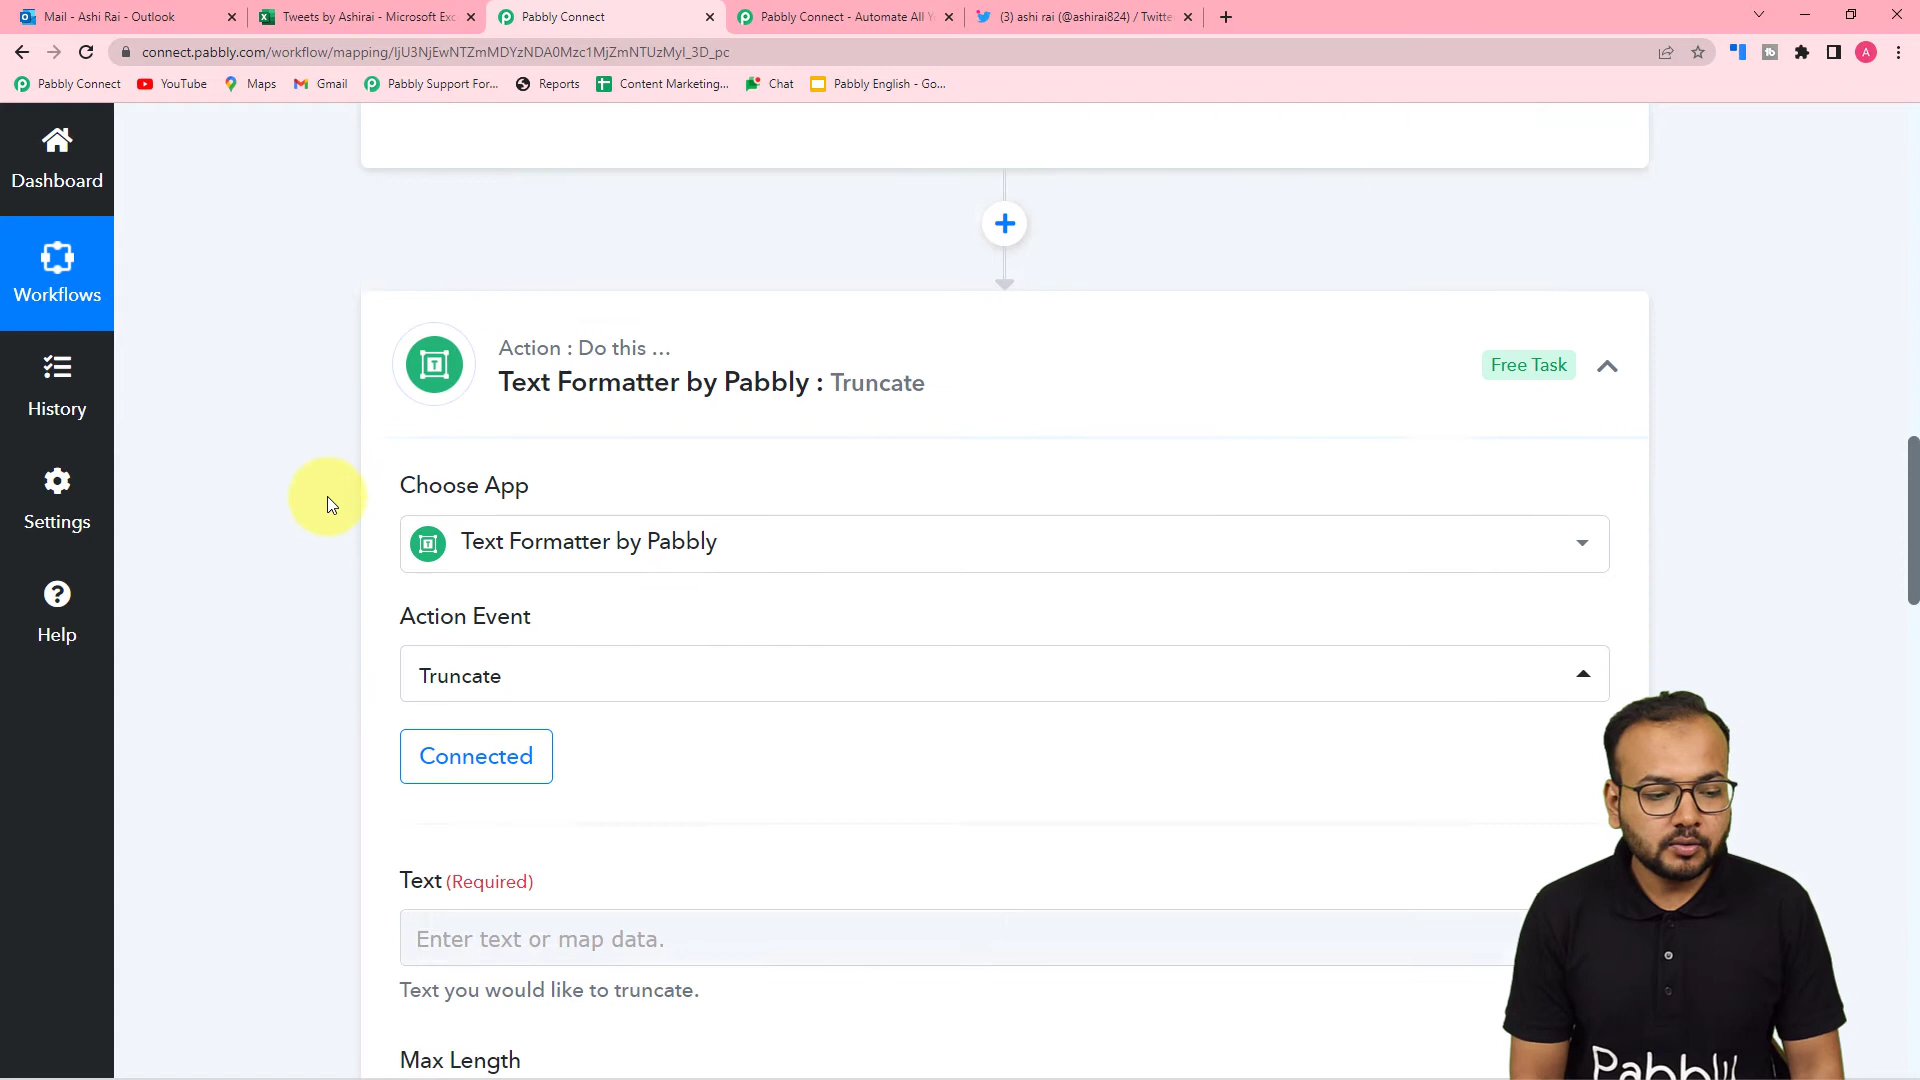 Mail - Ashi Rai - Outlook
Tweets by Ashirai - Microsoft Exc
Pabbly Connect
Pabbly Connect - Automate All Y
(3) ashi rai (@ashirai824) / Twitte
connect.pabbly.com/workflow/mapping/IjU3NjEwNTZmMDYzNDA0Mzc1MjZmNTUzMyI_3D_pc
A
Pabbly Connect
YouTube
Maps
Gmail
Pabbly Support For...
Reports
Content Marketing...
Chat
Pabbly English - Go...
Dashboard
Workflows
History
Settings
Help
Action : Do this ...
Text Formatter by Pabbly : Truncate
Free Task
Choose App
Text Formatter by Pabbly
Action Event
Truncate
Connected
Text (Required)
Enter text or map data.
Text you would like to truncate.
Max Length
Pabbly